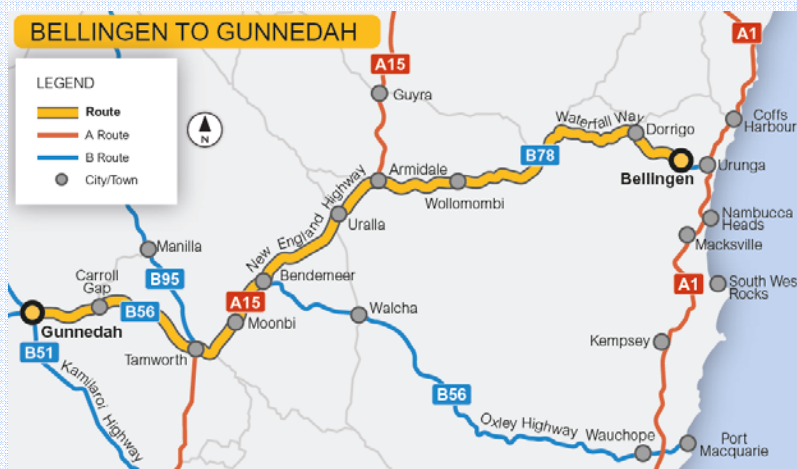 BELLINGEN TO GUNNEDAH
LEGEND
Route
A Route
B Route
City/Town
N
A15
A1
Guyra
Coffs
Harbour
Waterfall Way
Dorrigo
B78
Bellingen
Urunga
Armidale
Wollomombi
New England Highway
Uralla
Nambucca
Heads
Macksville
Manilla
B95
Carroll
Gap
B56
Bendemeer
A15
Moonbi
Walcha
A1
South West
Rocks
Gunnedah
B51
Tamworth
Kempsey
Kamilaroi Highway
B56
Oxley Highway
Wauchope
Port
Macquarie